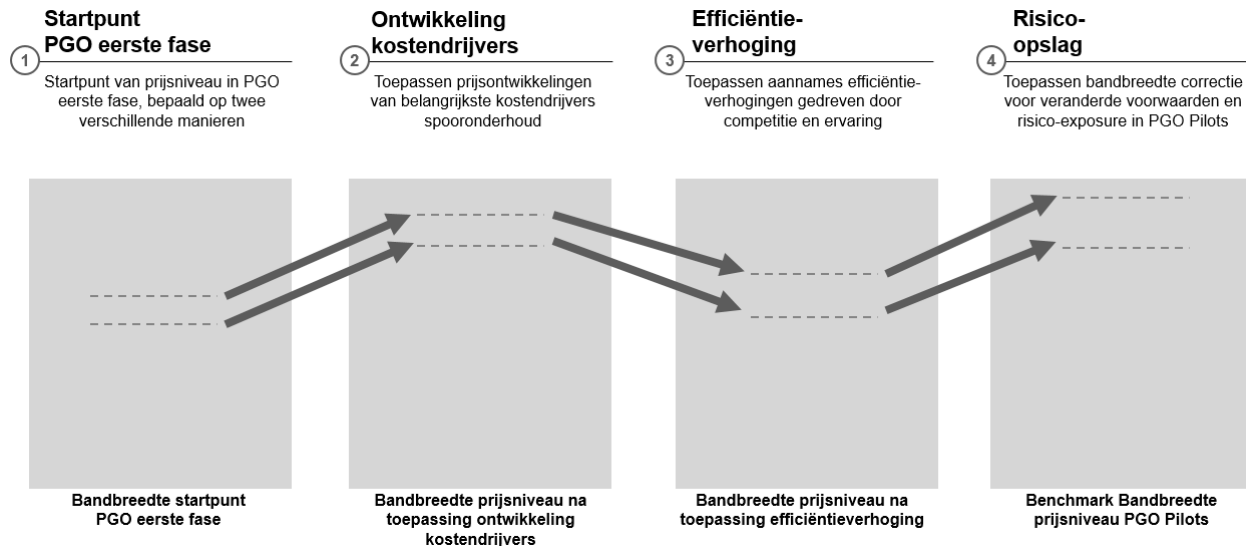 Startpunt
PGO eerste fase
1
Startpunt van prijsniveau in PGO
eerste fase, bepaald op twee
verschillende manieren
Ontwikkeling
kostendrijvers
2
Toepassen prijsontwikkelingen
van belangrijkste kostendrijvers
spooronderhoud
Efficiëntie-
verhoging
3
Toepassen aannames efficiëntie-
verhogingen gedreven door
competitie en ervaring
Risico-
opslag
4
Toepassen bandbreedte correctie
voor veranderde voorwaarden en
risico-exposure in PGO Pilots
Bandbreedte startpunt
PGO eerste fase
Bandbreedte prijsniveau na
toepassing ontwikkeling
kostendrijvers
Bandbreedte prijsniveau na
toepassing efficiëntieverhoging
Benchmark Bandbreedte
prijsniveau PGO Pilots